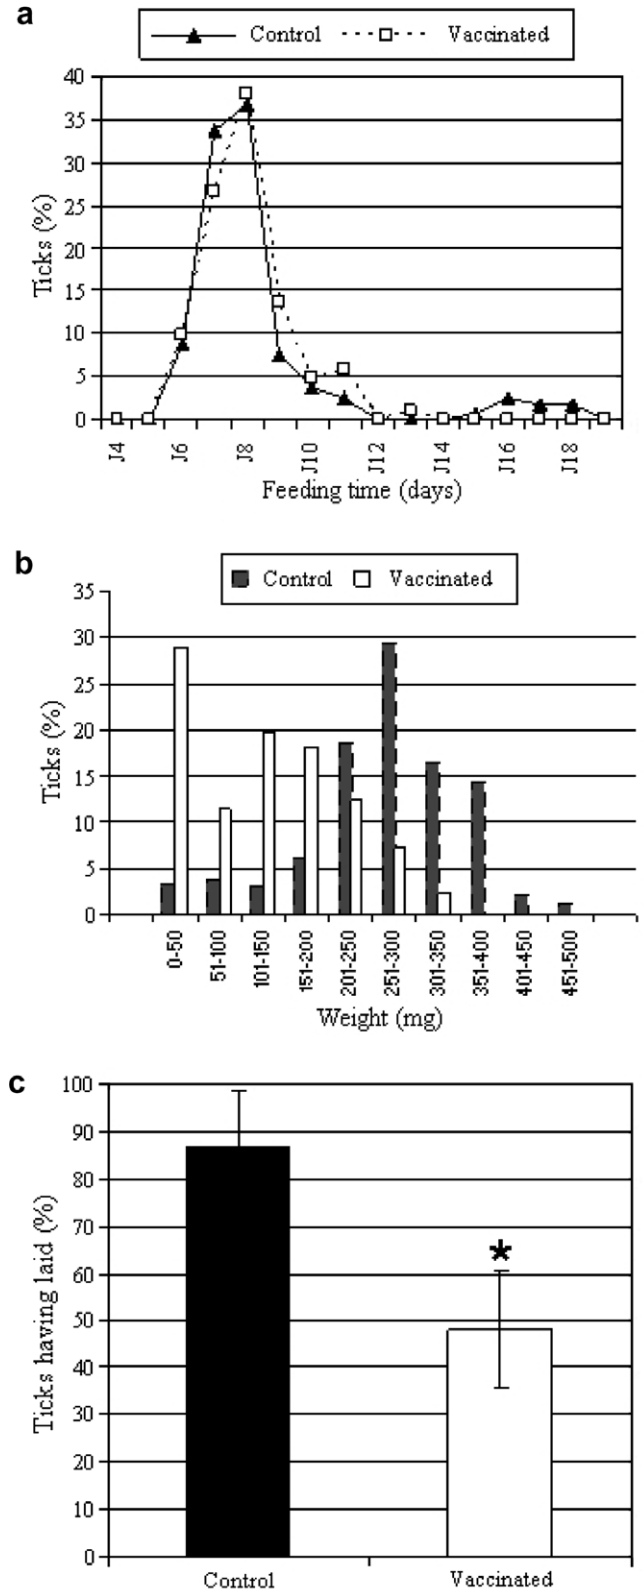 a
Control Vaccinated
40
35
30
25
20
15
10
5
0
Ticks (%)
J4 J6 J8 J10 J12 J14 J16 J18
Feeding time (days)
b
Control Vaccinated
35
30
25
20
15
10
5
0
Ticks (%)
0-50 51-100 101-150 151-200 201-250 251-300 301-350 351-400 401-450 451-500
Weight (mg)
c
100
90
80
70
60
50
40
30
20
10
0
Ticks having laid (%)
*
Control Vaccinated